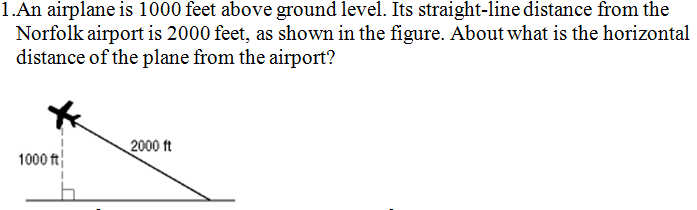 1.An airplane is 1000 feet above ground level. Its straight-line distance from the
Norfolk airport is 2000 feet, as shown in the figure. About what is the horizontal
distance of the plane from the airport?
2000 ft
1000 ft